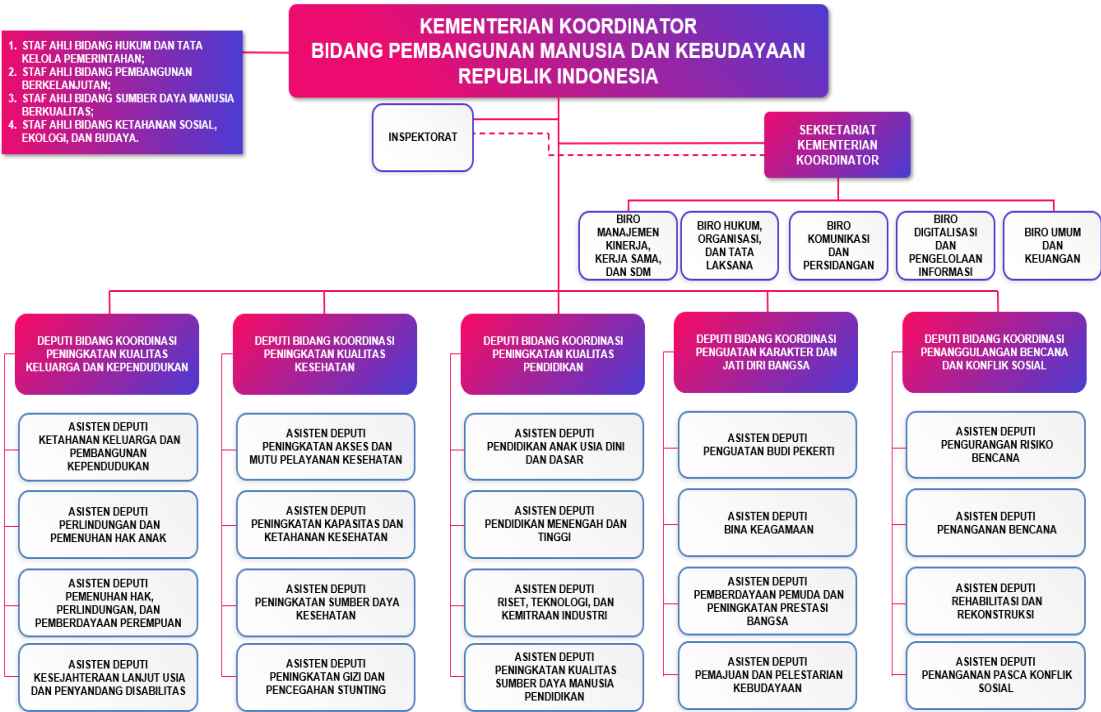 KEMENTERIAN KOORDINATOR
BIDANG PEMBANGUNAN MANUSIA DAN KEBUDAYAAN
REPUBLIK INDONESIA
1. STAF AHLI BIDANG HUKUM DAN TATA
KELOLA PEMERINTAHAN;
2. STAF AHLI BIDANG PEMBANGUNAN
BERKELANJUTAN;
3. STAF AHLI BIDANG SUMBER DAYA MANUSIA
BERKUALITAS;
4. STAF AHLI BIDANG KETAHANAN SOSIAL,
EKOLOGI, DAN BUDAYA.
INSPEKTORAT
SEKRETARIAT
KEMENTERIAN
KOORDINATOR
BIRO
MANAJEMEN
KINERJA,
KERJA SAMA,
DAN SDM
BIRO HUKUM,
ORGANISASI,
DAN TATA
LAKSANA
BIRO
KOMUNIKASI
DAN
PERSIDANGAN
BIRO
DIGITALISASI
DAN
PENGELOLAAN
INFORMASI
BIRO UMUM
DAN
KEUANGAN
DEPUTI BIDANG KOORDINASI
PENINGKATAN KUALITAS
KELUARGA DAN KEPENDUDUKAN
ASISTEN DEPUTI
KETAHANAN KELUARGA DAN
PEMBANGUNAN
KEPENDUDUKAN
ASISTEN DEPUTI
PERLINDUNGAN DAN
PEMENUHAN HAK ANAK
ASISTEN DEPUTI
PEMENUHAN HAK,
PERLINDUNGAN, DAN
PEMBERDAYAAN PEREMPUAN
ASISTEN DEPUTI
KESEJAHTERAAN LANJUT USIA
DAN PENYANDANG DISABILITAS
DEPUTI BIDANG KOORDINASI
PENINGKATAN KUALITAS
KESEHATAN
ASISTEN DEPUTI
PENINGKATAN AKSES DAN
MUTU PELAYANAN KESEHATAN
ASISTEN DEPUTI
PENINGKATAN KAPASITAS DAN
KETAHANAN KESEHATAN
ASISTEN DEPUTI
PENINGKATAN SUMBER DAYA
KESEHATAN
ASISTEN DEPUTI
PENINGKATAN GIZI DAN
PENCEGAHAN STUNTING
DEPUTI BIDANG KOORDINASI
PENINGKATAN KUALITAS
PENDIDIKAN
ASISTEN DEPUTI
PENDIDIKAN ANAK USIA DINI
DAN DASAR
ASISTEN DEPUTI
PENDIDIKAN MENENGAH DAN
TINGGI
ASISTEN DEPUTI
RISET, TEKNOLOGI, DAN
KEMITRAAN INDUSTRI
ASISTEN DEPUTI
PENINGKATAN KUALITAS
SUMBER DAYA MANUSIA
PENDIDIKAN
DEPUTI BIDANG KOORDINASI
PENGUATAN KARAKTER DAN
JATI DIRI BANGSA
ASISTEN DEPUTI
PENGUATAN BUDI PEKERTI
ASISTEN DEPUTI
BINA KEAGAMAAN
ASISTEN DEPUTI
PEMBERDAYAAN PEMUDA DAN
PENINGKATAN PRESTASI
BANGSA
ASISTEN DEPUTI
PEMAJUAN DAN PELESTARIAN
KEBUDAYAAN
DEPUTI BIDANG KOORDINASI
PENANGGULANGAN BENCANA
DAN KONFLIK SOSIAL
ASISTEN DEPUTI
PENGURANGAN RISIKO
BENCANA
ASISTEN DEPUTI
PENANGANAN BENCANA
ASISTEN DEPUTI
REHABILITASI DAN
REKONSTRUKSI
ASISTEN DEPUTI
PENANGANAN PASCA KONFLIK
SOSIAL